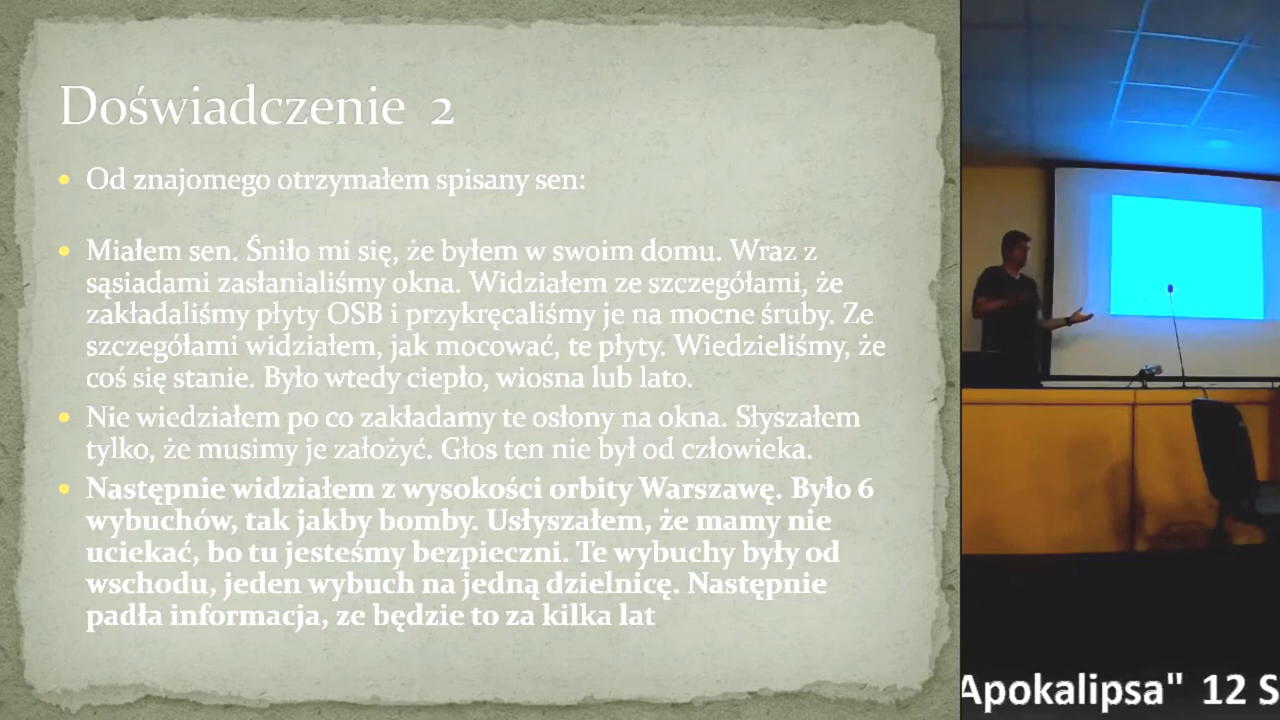 Doświadczenie 2
Od znajomego otrzymałem spisany sen:
Miałem sen. Śniło mi się, że byłem w swoim domu. Wraz z
sąsiadami zasłanialiśmy okna. Widziałem ze szczegółami, że
zakładaliśmy płyty OSB i przykręcaliśmy je na mocne śruby. Ze
szczegółami widziałem, jak mocować, te płyty. Wiedzieliśmy, że
coś się stanie. Było wtedy ciepło, wiosna lub lato.
Nie wiedziałem po co zakładamy te osłony na okna. Słyszałem
tylko, że musimy je założyć. Głos ten nie był od człowieka.
Następnie widziałem z wysokości orbity Warszawę. Było 6
wybuchów, tak jakby bomby. Usłyszałem, że mamy nie
uciekać, bo tu jesteśmy bezpieczni. Te wybuchy były od
wschodu, jeden wybuch na jedną dzielnicę. Następnie
padła informacja, ze będzie to za kilka lat
Apokalipsa" 12 S